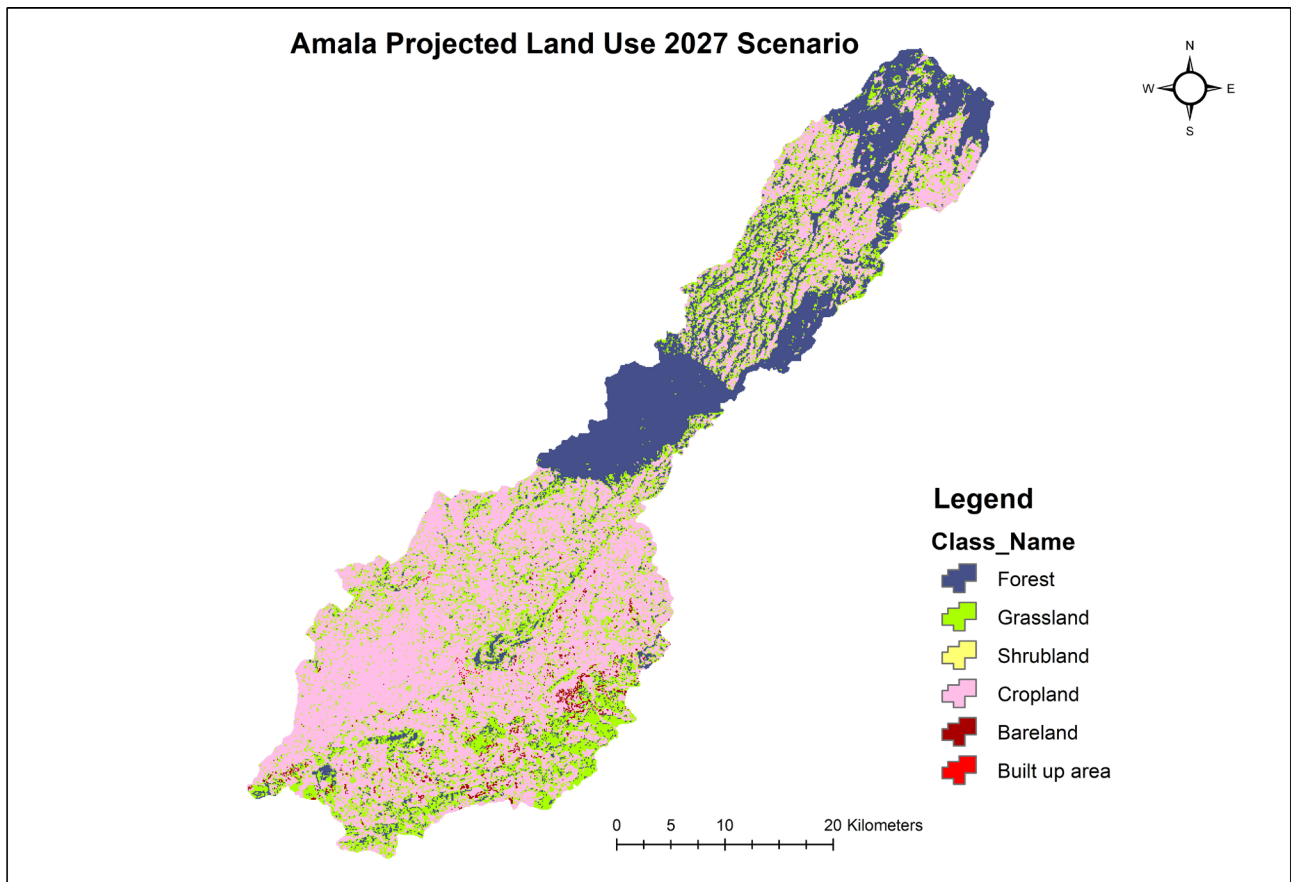 Amala Projected Land Use 2027 Scenario
N
W E
S
Legend
Class_Name
Forest
Grassland
Shrubland
Cropland
Bareland
Built up area
0 5 10 20 Kilometers